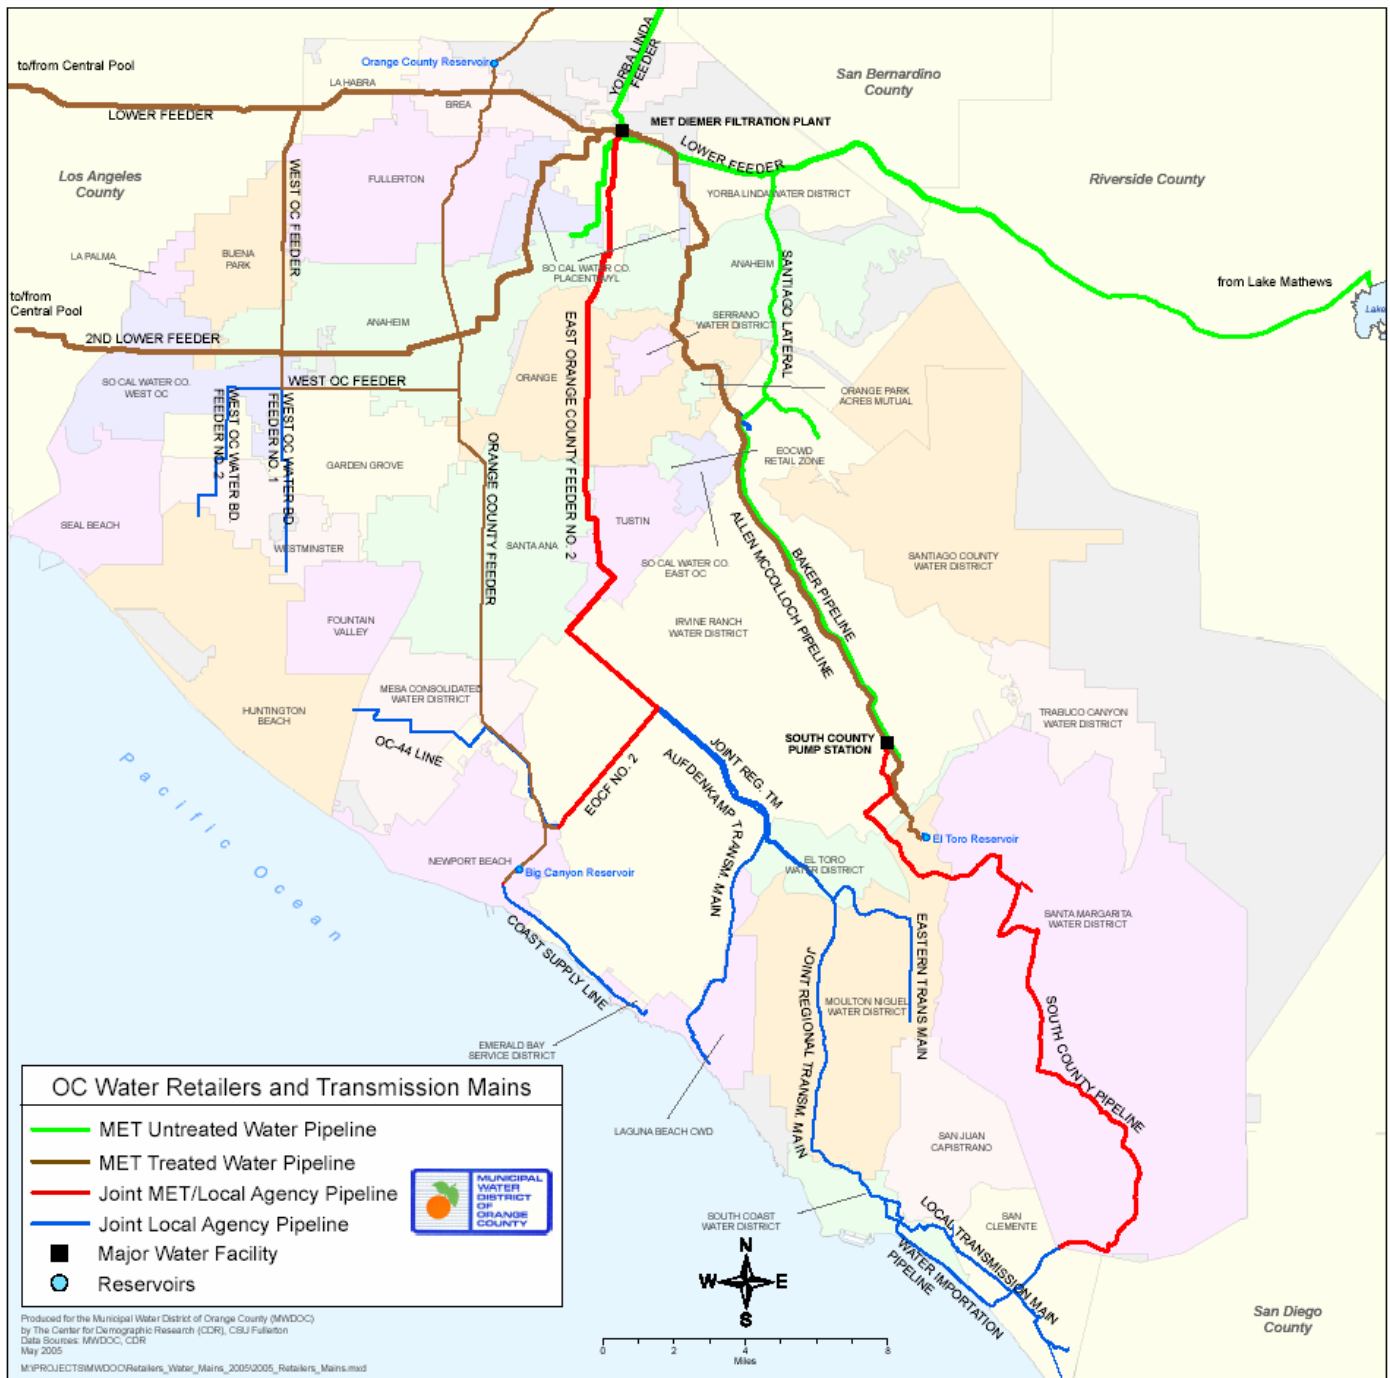 to/from Central Pool
Orange County Reservoir
YORBA LINDA
FEEDER
San Bernardino
County
LA HABRA
BREA
LOWER FEEDER
MET DIEMER FILTRATION PLANT
LOWER FEEDER
Los Angeles
County
WEST OC FEEDER
FULLERTON
YORBA LINDA WATER DISTRICT
Riverside County
LA PALMA
BUENA
PARK
SO CAL WATER CO.
PLACENTIA/YL
ANAHEIM
SANTIAGO LATERAL
from Lake Mathews
Lake
to/from
Central Pool
ANAHEIM
2ND LOWER FEEDER
EAST ORANGE COUNTY FEEDER NO. 2
SERRANO
WATER DISTRICT
SO CAL WATER CO.
WEST OC
WEST OC FEEDER
ORANGE
ORANGE PARK
ACRES MUTUAL
WEST OC WATER BD.
FEEDER NO. 2
WEST OC WATER BD.
FEEDER NO. 1
ORANGE COUNTY FEEDER
GARDEN GROVE
EOCWD
RETAIL ZONE
SEAL BEACH
WESTMINSTER
SANTA ANA
TUSTIN
SO CAL WATER CO.
EAST OC
ALLEN MCCOLLOCH PIPELINE
BAKER PIPELINE
SANTIAGO COUNTY
WATER DISTRICT
FOUNTAIN
VALLEY
IRVINE RANCH
WATER DISTRICT
HUNTINGTON
BEACH
MESA CONSOLIDATED
WATER DISTRICT
OC-44 LINE
TRABUCO CANYON
WATER DISTRICT
SOUTH COUNTY
PUMP STATION
EOCF NO. 2
JOINT REG. TM
AUFDENKAMP TRANSM. MAIN
Pacific Ocean
El Toro Reservoir
NEWPORT BEACH
Big Canyon Reservoir
EL TORO
WATER DISTRICT
COAST SUPPLY LINE
EASTERN TRANS MAIN
SANTA MARGARITA
WATER DISTRICT
JOINT REGIONAL TRANSM. MAIN
MOULTON NIGUEL
WATER DISTRICT
SOUTH COUNTY PIPELINE
EMERALD BAY
SERVICE DISTRICT
LAGUNA BEACH CWD
SAN JUAN
CAPISTRANO
SOUTH COAST
WATER DISTRICT
SAN
CLEMENTE
LOCAL TRANSMISSION MAIN
WATER IMPORTATION
PIPELINE
San Diego
County
OC Water Retailers and Transmission Mains
MET Untreated Water Pipeline
MET Treated Water Pipeline
Joint MET/Local Agency Pipeline
Joint Local Agency Pipeline
Major Water Facility
Reservoirs
MUNICIPAL
WATER
DISTRICT
OF
ORANGE
COUNTY
N
W E
S
0 2 4 8
Miles
Produced for the Municipal Water District of Orange County (MWDOC)
by The Center for Demographic Research (CDR), CSU Fullerton
Data Sources: MWDOC, CDR
May 2005
M:\PROJECTS\MWDOC\Retailers_Water_Mains_2005\2005_Retailers_Mains.mxd